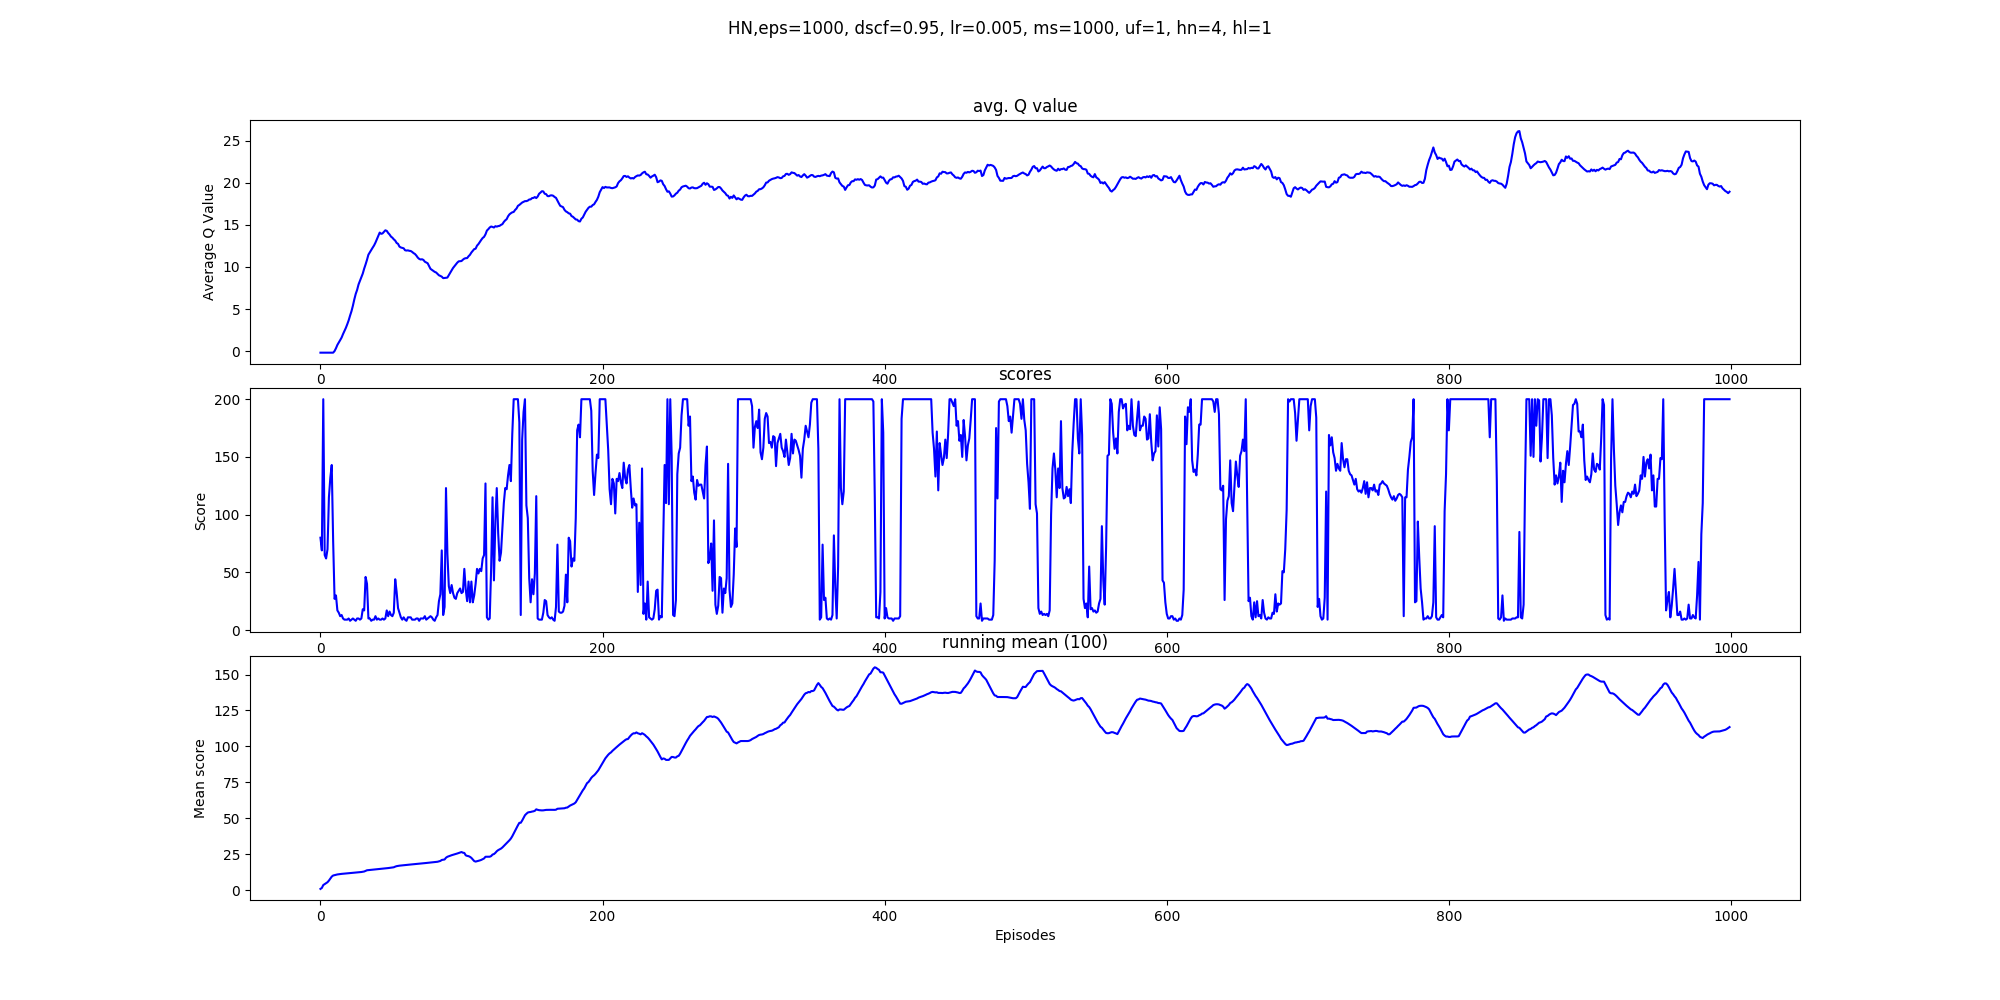 HN,eps=1000, dscf=0.95, lr=0.005, ms=1000, uf=1, hn=4, hl=1
avg. Q value
Average Q Value
25
20
15
10
5
0
0 200 400 600 800 1000
scores
Score
200
150
100
50
0
0 200 400 600 800 1000
running mean (100)
Mean score
150
125
100
75
50
25
0
0 200 400 600 800 1000
Episodes